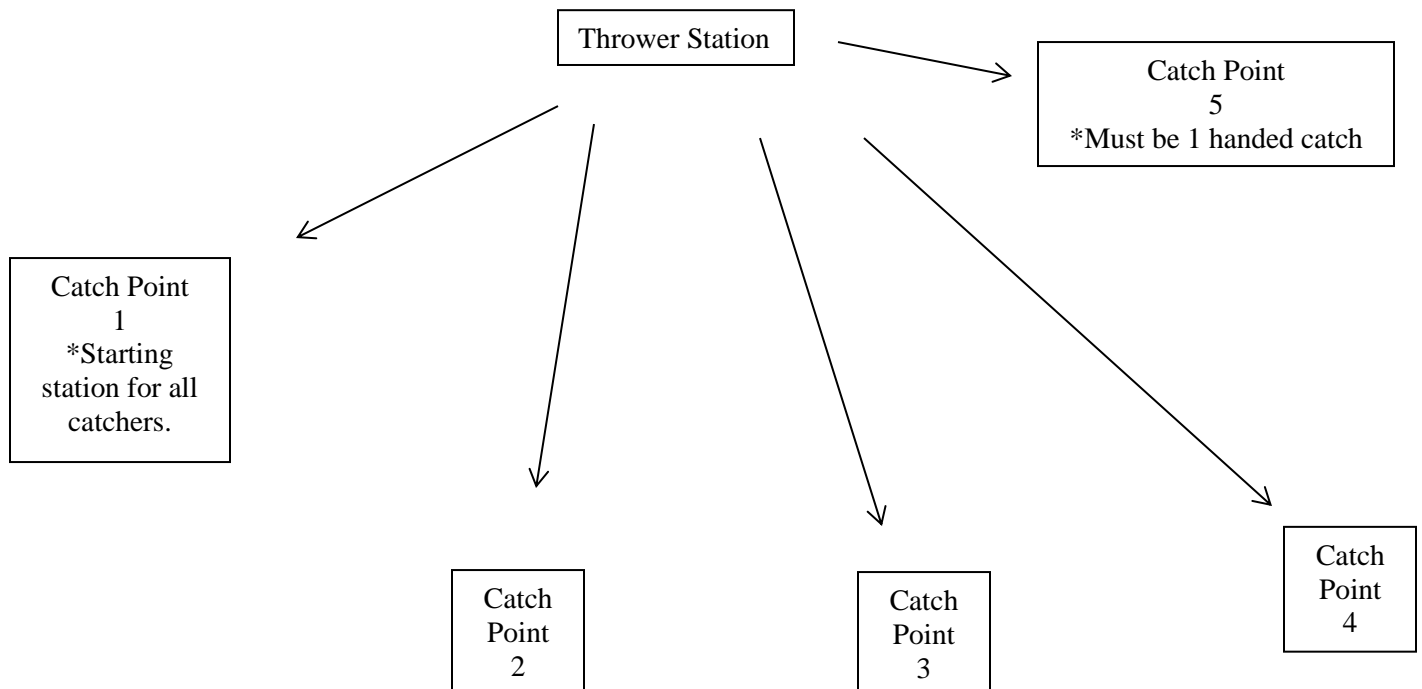 Thrower Station
Catch Point
5
*Must be 1 handed catch
Catch Point
1
*Starting
station for all
catchers.
Catch
Point
2
Catch
Point
3
Catch
Point
4